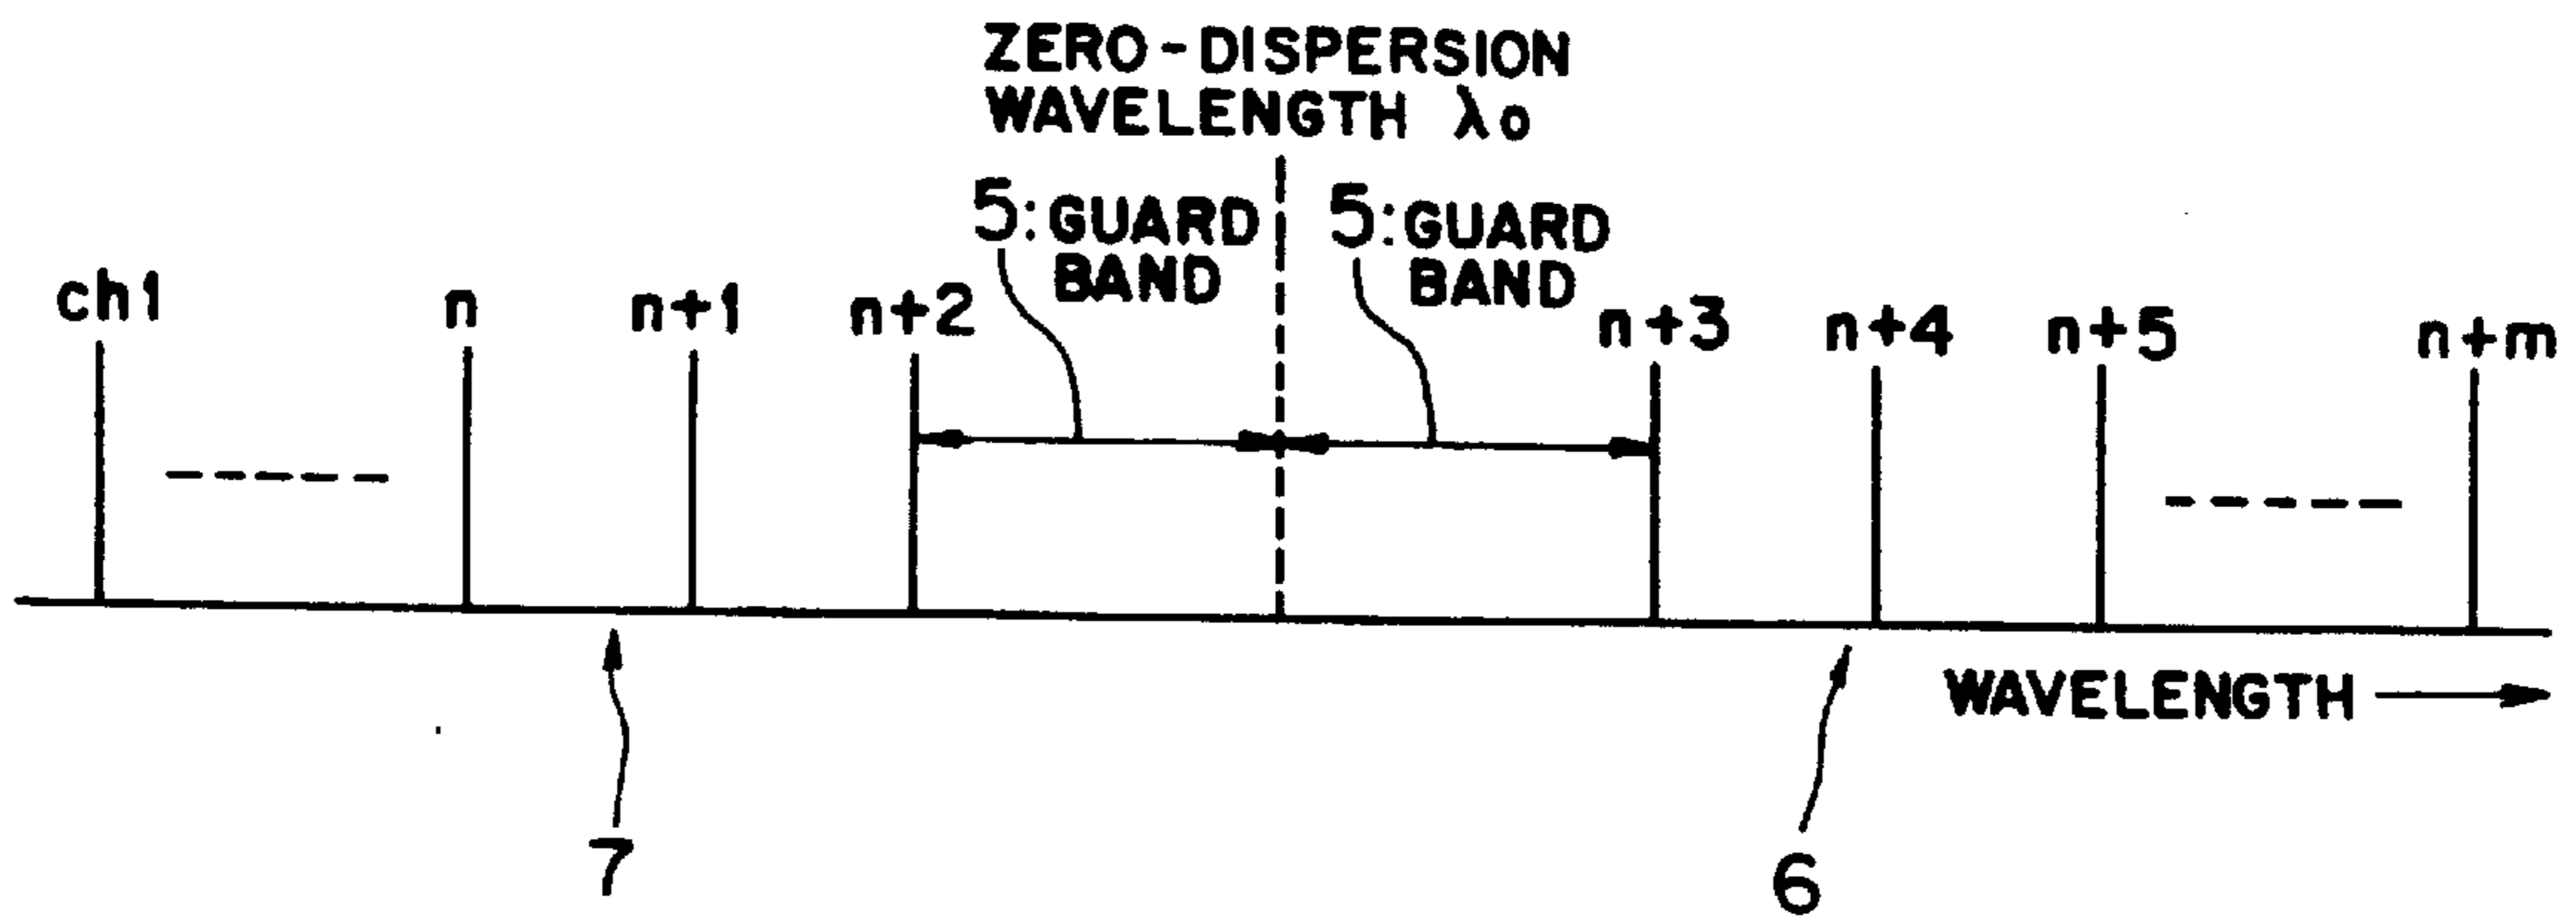 ZERO-DISPERSION
WAVELENGTH λo
5:GUARD
BAND
5:GUARD
BAND
ch1
n
n+1
n+2
n+3
n+4
n+5
n+m
WAVELENGTH
7
6